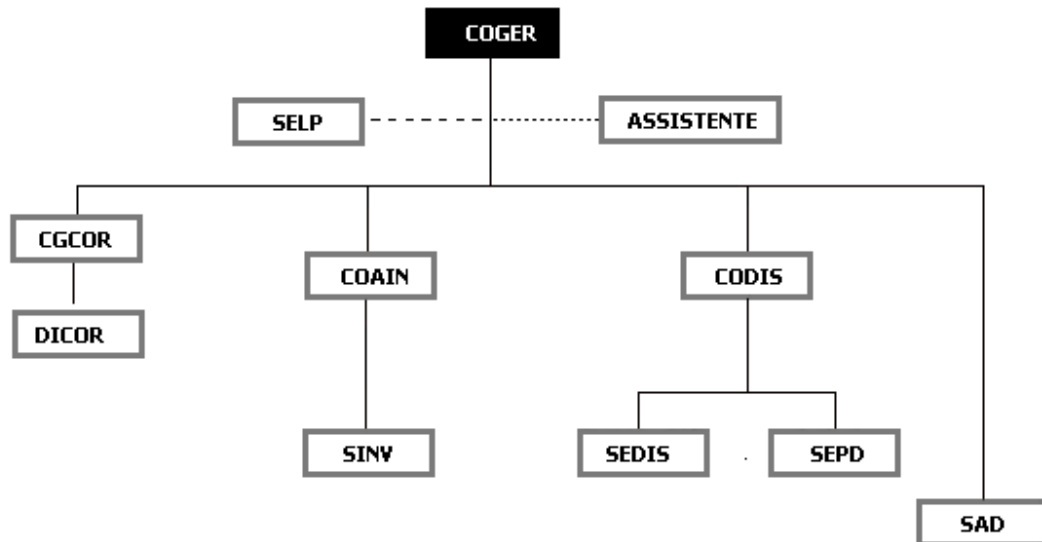 COGER
SELP
ASSISTENTE
CGCOR
COAIN
CODIS
DICOR
SINV
SEDIS
SEPD
SAD